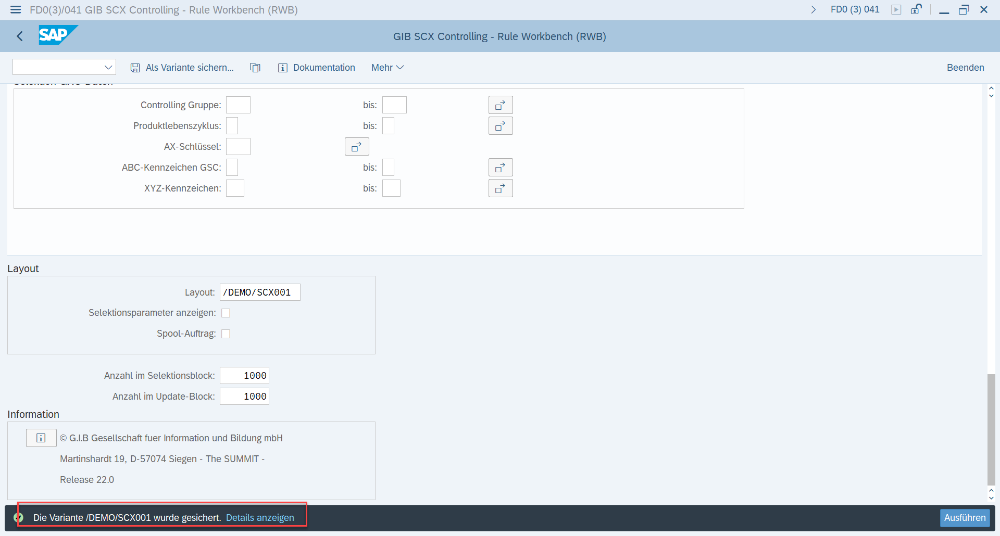 FD0(3)/041 GIB SCX Controlling - Rule Workbench (RWB)
FD0 (3) 041
SAP
GIB SCX Controlling - Rule Workbench (RWB)
Als Variante sichern...
Dokumentation
Mehr
Beenden
Controlling Gruppe:
bis:
Produktlebenszyklus:
bis:
AX-Schlüssel:
ABC-Kennzeichen GSC:
bis:
XYZ-Kennzeichen:
bis:
Layout
Layout: /DEMO/SCX001
Selektionsparameter anzeigen:
Spool-Auftrag:
Anzahl im Selektionsblock: 1000
Anzahl im Update-Block: 1000
Information
© G.I.B Gesellschaft fuer Information und Bildung mbH
Martinshardt 19, D-57074 Siegen - The SUMMIT -
Release 22.0
Die Variante /DEMO/SCX001 wurde gesichert. Details anzeigen
Ausführen